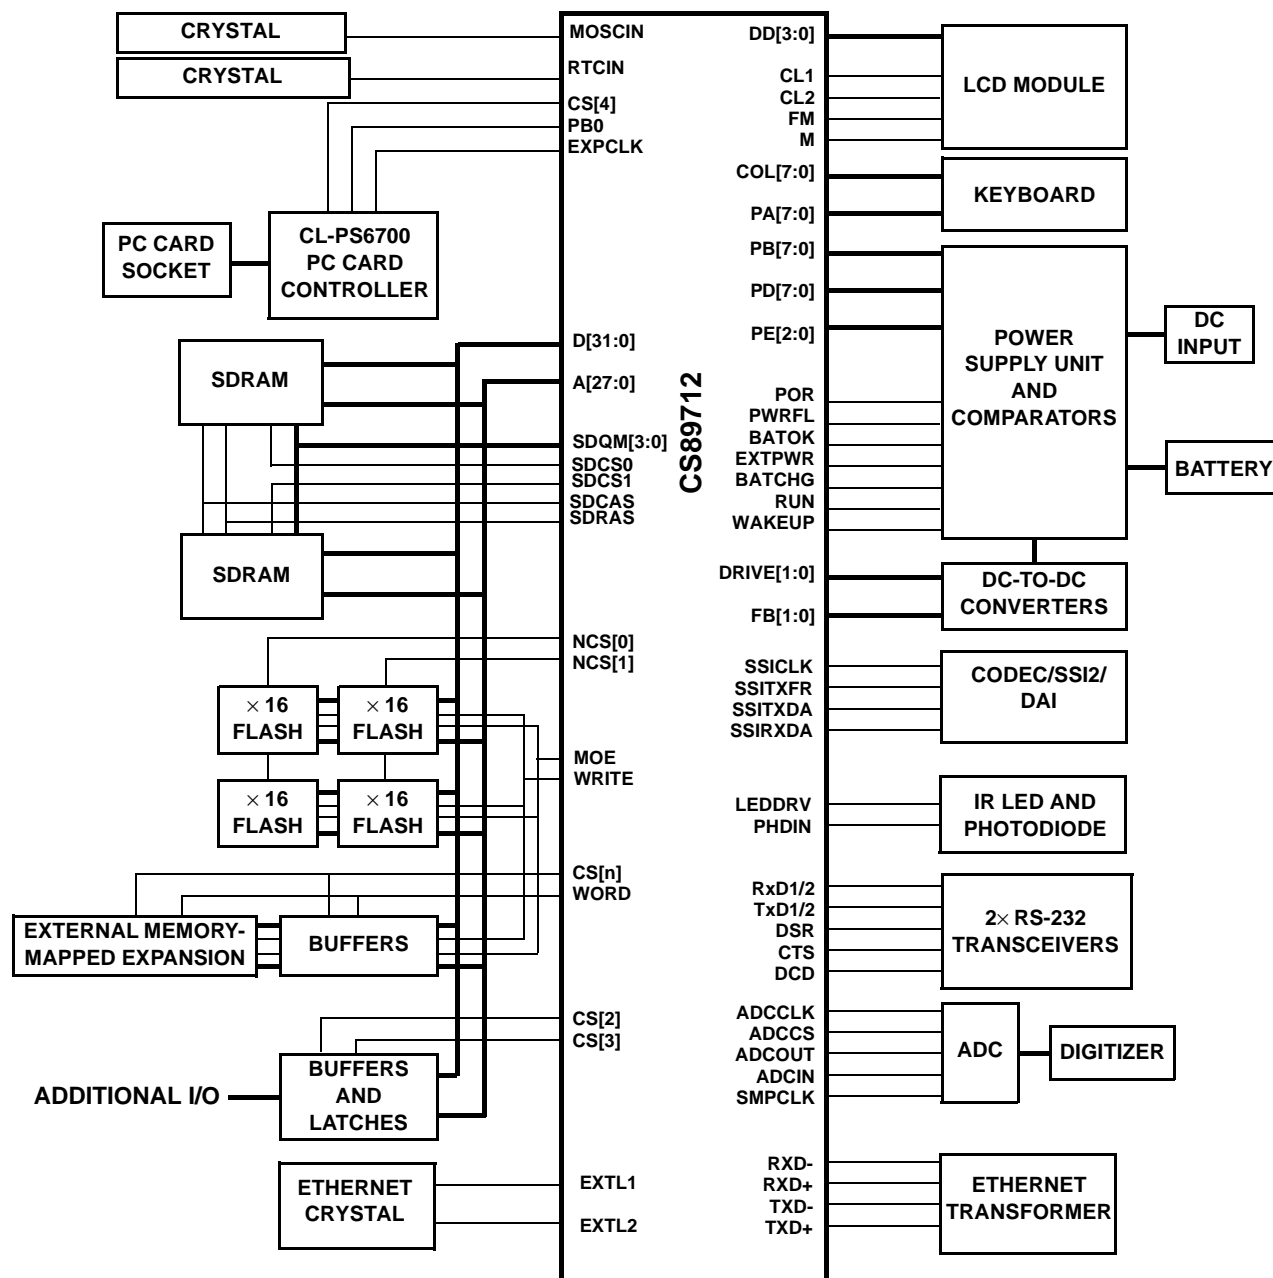 CRYSTAL
CRYSTAL
PC CARD
SOCKET
CL-PS6700
PC CARD
CONTROLLER
SDRAM
SDRAM
× 16
FLASH
× 16
FLASH
× 16
FLASH
× 16
FLASH
EXTERNAL MEMORY-
MAPPED EXPANSION
BUFFERS
ADDITIONAL I/O
BUFFERS
AND
LATCHES
ETHERNET
CRYSTAL
MOSCIN
RTCIN
CS[4]
PB0
EXPCLK
D[31:0]
A[27:0]
SDQM[3:0]
SDCS0
SDCS1
SDCAS
SDRAS
NCS[0]
NCS[1]
MOE
WRITE
CS[n]
WORD
CS[2]
CS[3]
EXTL1
EXTL2
CS89712
DD[3:0]
CL1
CL2
FM
M
COL[7:0]
PA[7:0]
PB[7:0]
PD[7:0]
PE[2:0]
POR
PWRFL
BATOK
EXTPWR
BATCHG
RUN
WAKEUP
DRIVE[1:0]
FB[1:0]
SSICLK
SSITXFR
SSITXDA
SSIRXDA
LEDDRV
PHDIN
RxD1/2
TxD1/2
DSR
CTS
DCD
ADCCLK
ADCCS
ADCOUT
ADCIN
SMPCLK
RXD-
RXD+
TXD-
TXD+
LCD MODULE
KEYBOARD
POWER
SUPPLY UNIT
AND
COMPARATORS
DC
INPUT
BATTERY
DC-TO-DC
CONVERTERS
CODEC/SSI2/
DAI
IR LED AND
PHOTODIODE
2× RS-232
TRANSCEIVERS
ADC
DIGITIZER
ETHERNET
TRANSFORMER